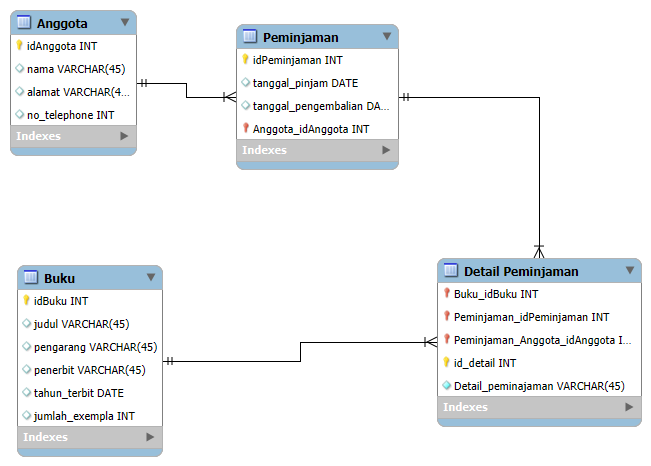 Anggota
idAnggota INT
nama VARCHAR(45)
alamat VARCHAR(4...
no_telephone INT
Indexes
Peminjaman
idPeminjaman INT
tanggal_pinjam DATE
tanggal_pengembalian DA...
Anggota_idAnggota INT
Indexes
Buku
idBuku INT
judul VARCHAR(45)
pengarang VARCHAR(45)
penerbit VARCHAR(45)
tahun_terbit DATE
jumlah_exempla INT
Indexes
Detail Peminjaman
Buku_idBuku INT
Peminjaman_idPeminjaman INT
Peminjaman_Anggota_idAnggota I...
id_detail INT
Detail_peminajaman VARCHAR(45)
Indexes